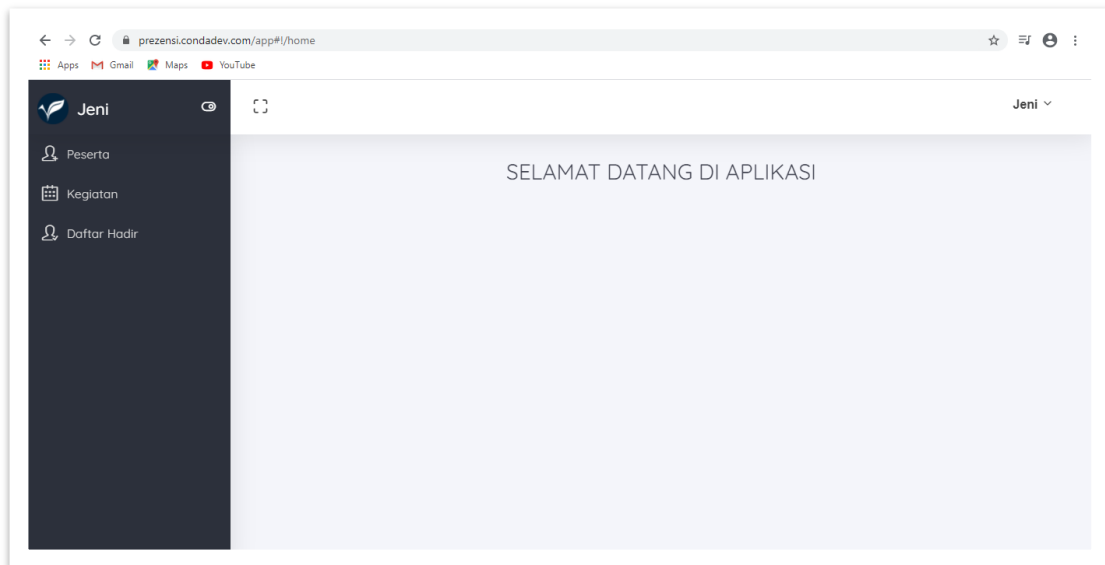 prezensi.condadev.com/app#!/home
Apps Gmail Maps YouTube
Jeni
Jeni
Peserta
Kegiatan
Daftar Hadir
SELAMAT DATANG DI APLIKASI